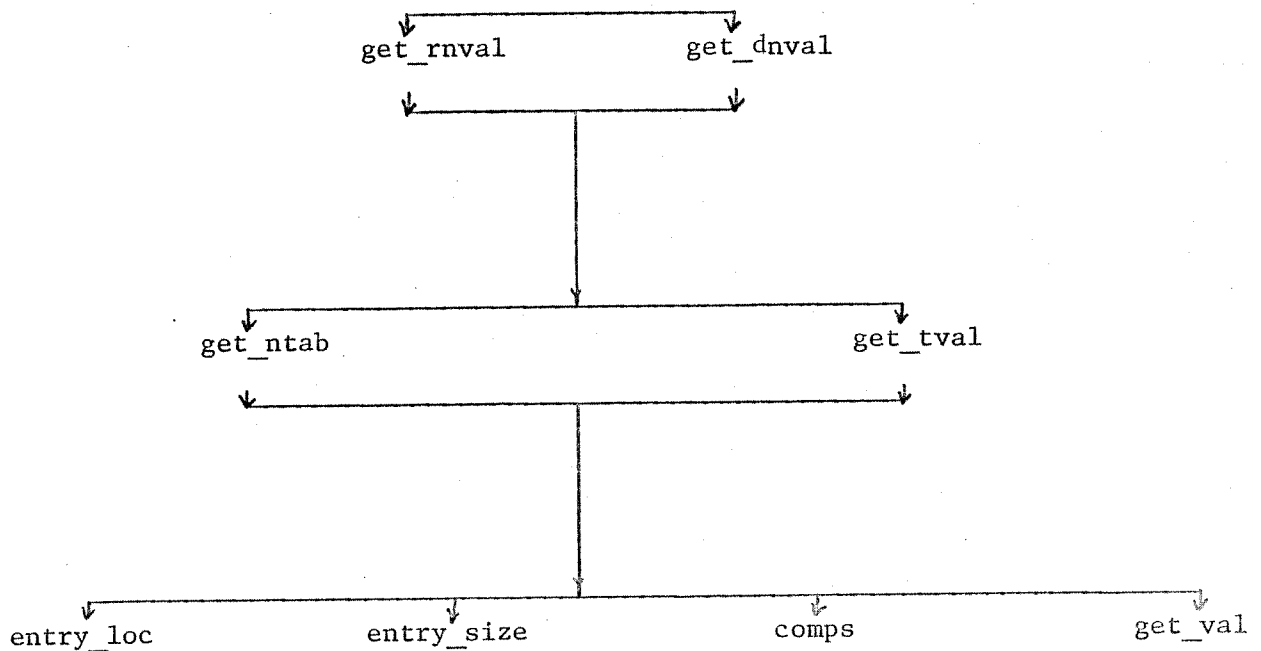 get_rnval get_dnval
get_ntab get_tval
entry_loc entry_size comps get_val